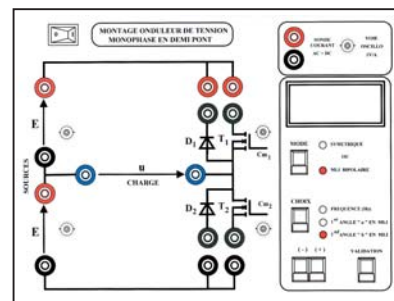 MONTAGE ONDULEUR DE TENSION
MONOPHASE EN DEMI PONT
SONDE
COURANT
AC + DC
VOIE
OSCILLO
1V/A
E
D1
T1
Cm1
SOURCES
u
CHARGE
MODE
SYMETRIQUE
OU
MLI BIPOLAIRE
E
D2
T2
Cm2
CHOIX
FREQUENCE (Hz)
1er ANGLE " a " EN MLI
ANGLE " b " EN MLI
( - ) ( + )
VALIDATION